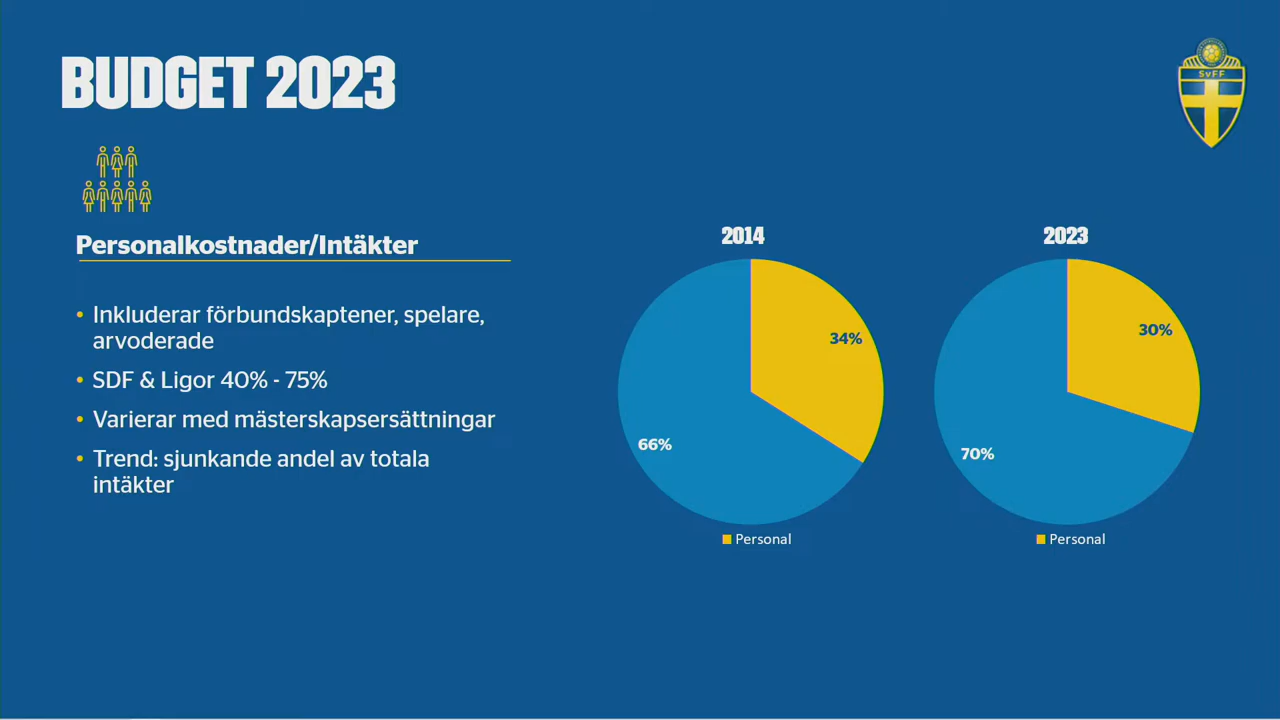 BUDGET 2023
SvFF
Personalkostnader/Intäkter
• Inkluderar förbundskaptener, spelare,
arvoderade
• SDF & Ligor 40% - 75%
• Varierar med mästerskapsersättningar
• Trend: sjunkande andel av totala
intäkter
2014
34%
66%
Personal
2023
30%
70%
Personal